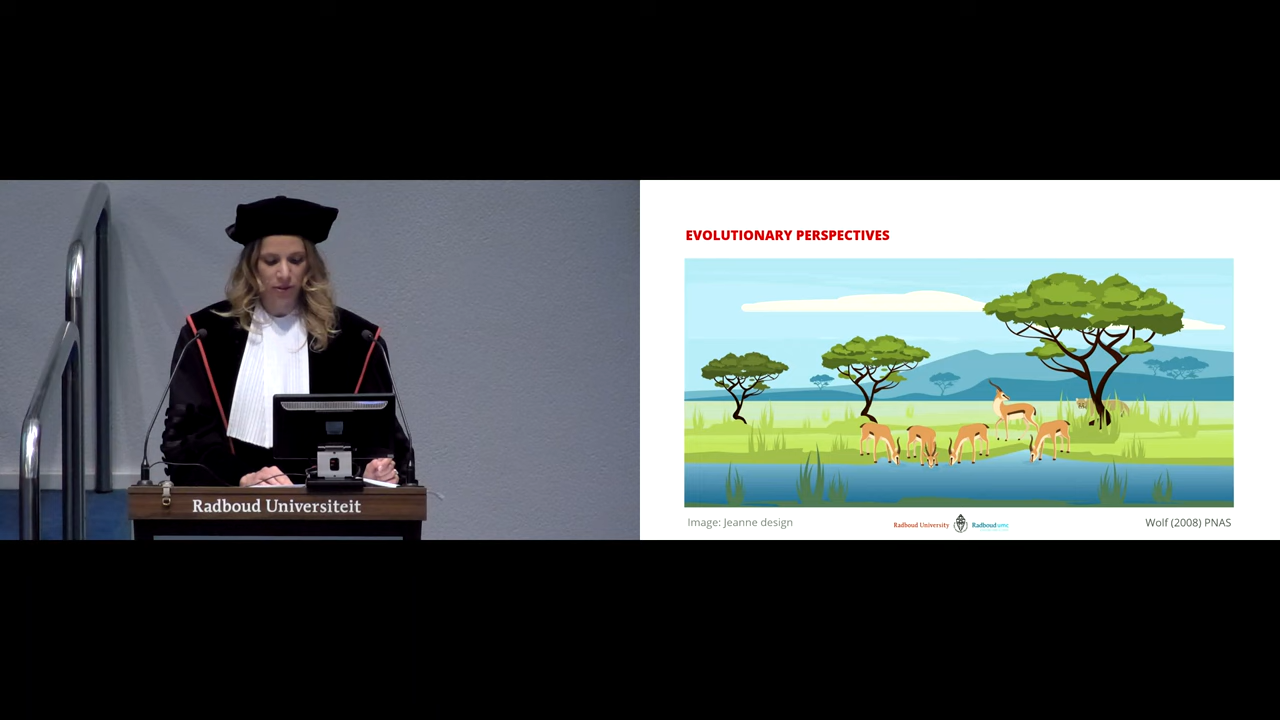 Radboud Universiteit
EVOLUTIONARY PERSPECTIVES
Image: Jeanne design
Radboud University Radboudumc
Wolf (2008) PNAS